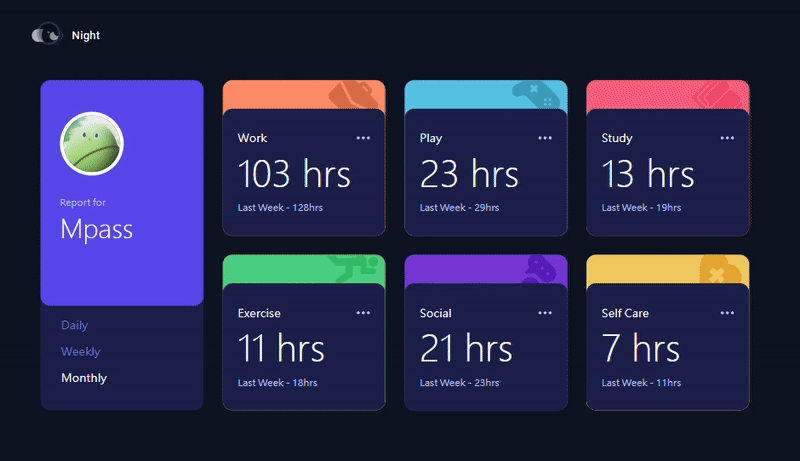 Night
Report for
Mpass
Daily
Weekly
Monthly
Work
103 hrs
Last Week - 128hrs
Play
23 hrs
Last Week - 29hrs
Study
13 hrs
Last Week - 19hrs
Exercise
11 hrs
Last Week - 18hrs
Social
21 hrs
Last Week - 23hrs
Self Care
7 hrs
Last Week - 11hrs